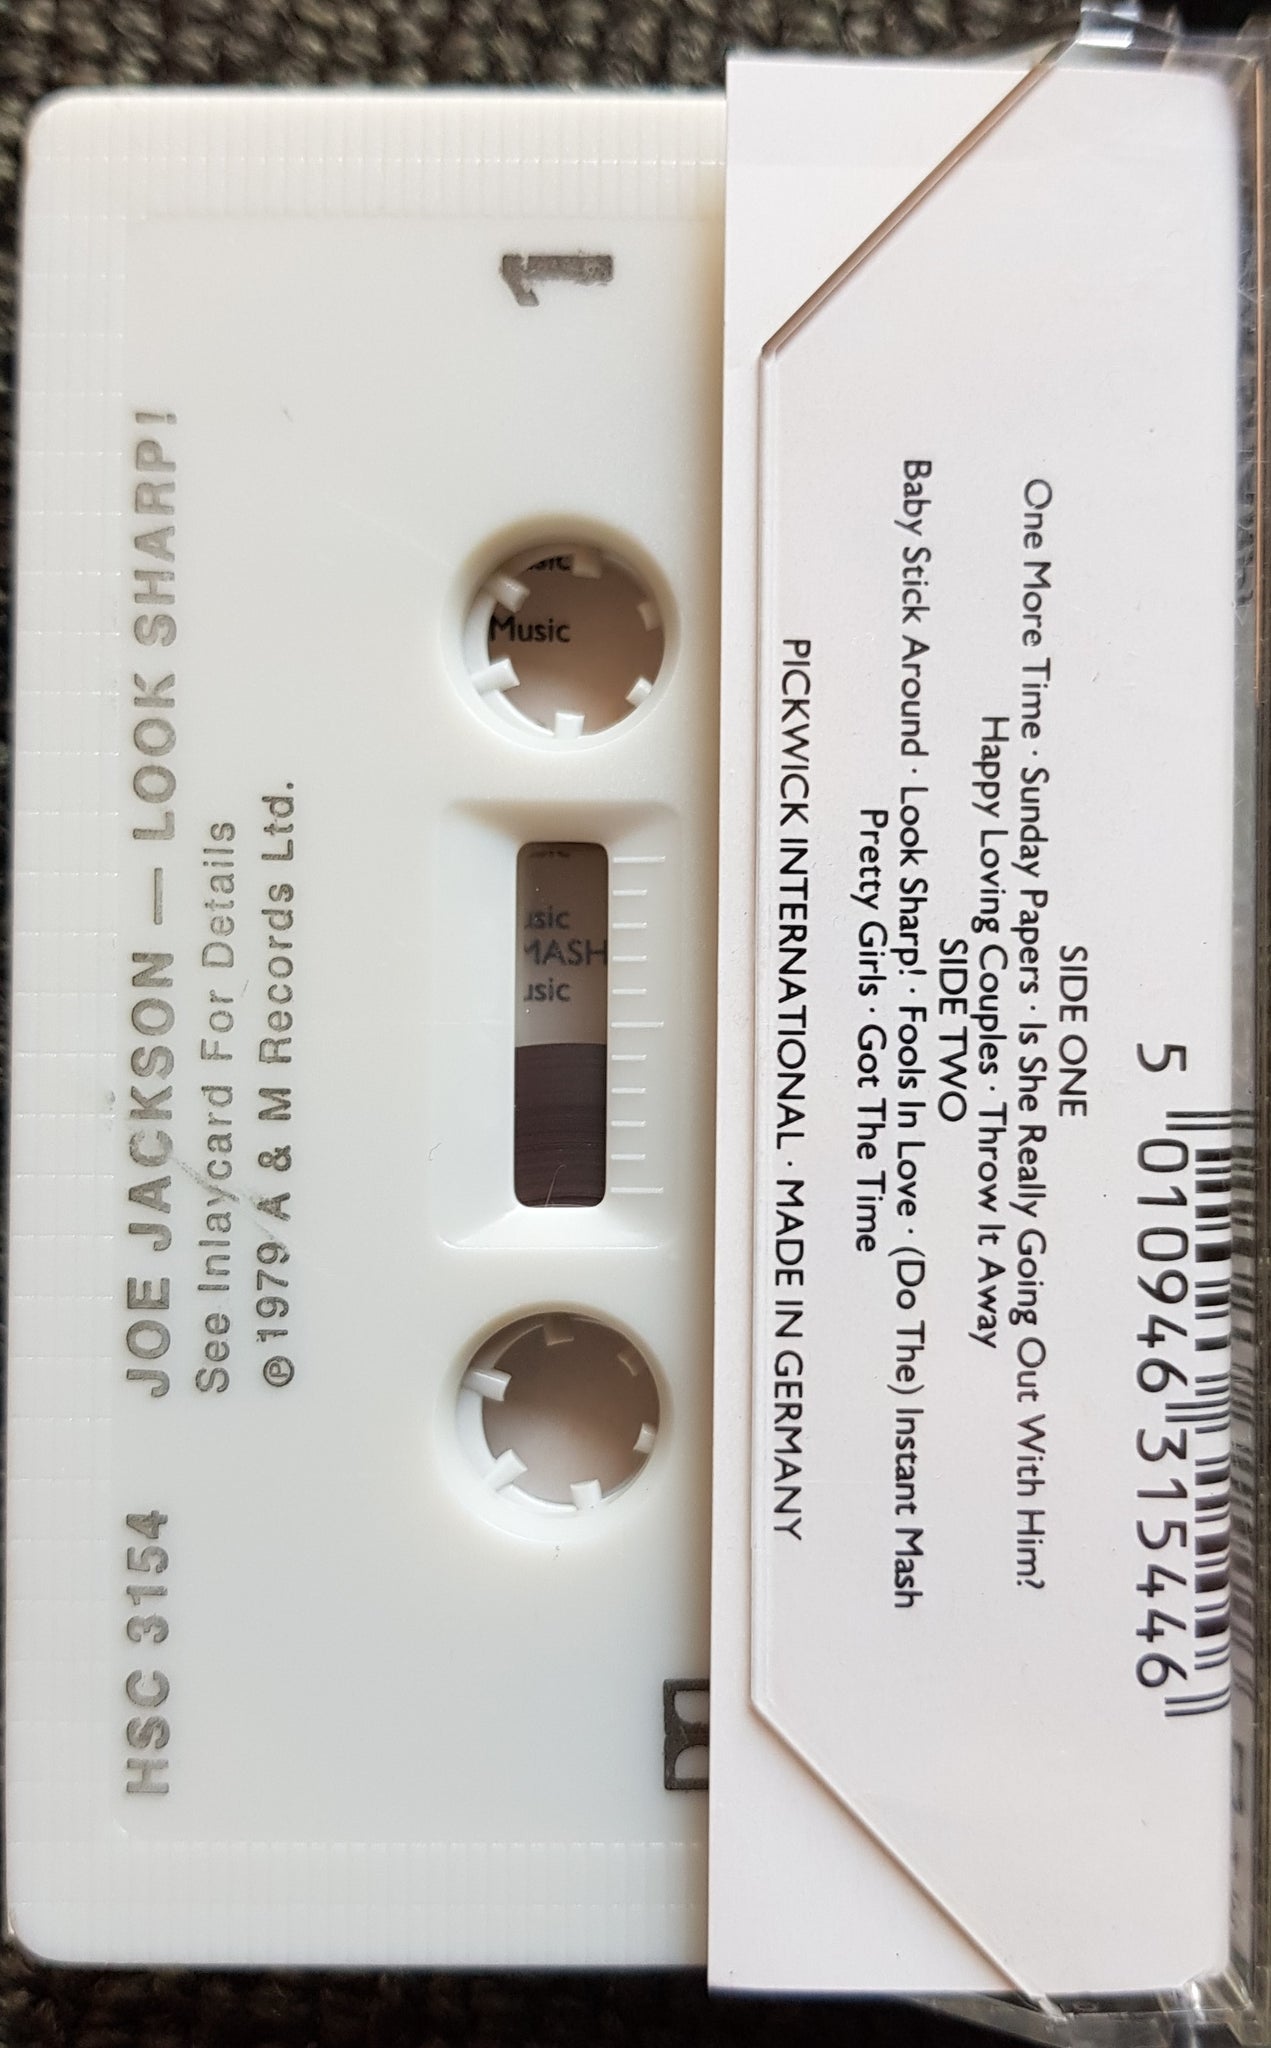 HSC 3154 JOE JACKSON — LOOK SHARP!
See Inlaycard For Details
℗1979 A & M Records Ltd.
1
Music
usic
MASH
usic
5 010946 315446
SIDE ONE
One More Time · Sunday Papers · Is She Really Going Out With Him?
Happy Loving Couples · Throw It Away
SIDE TWO
Baby Stick Around · Look Sharp! · Fools In Love · (Do The) Instant Mash
Pretty Girls · Got The Time
PICKWICK INTERNATIONAL · MADE IN GERMANY